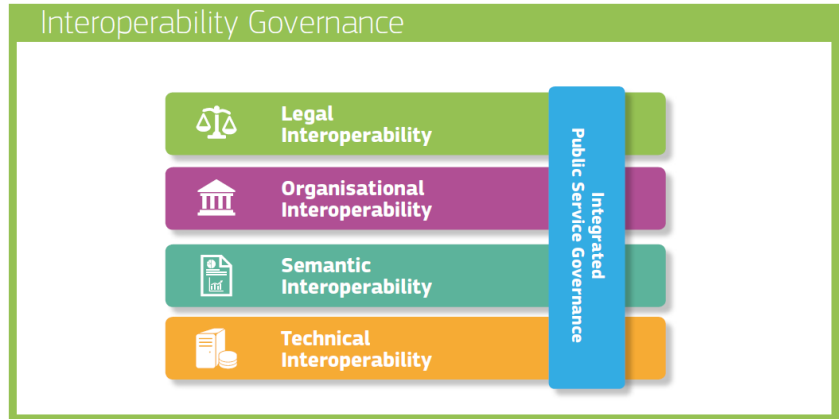 Interoperability Governance
Legal
Interoperability
Organisational
Interoperability
Semantic
Interoperability
Technical
Interoperability
Integrated
Public Service Governance